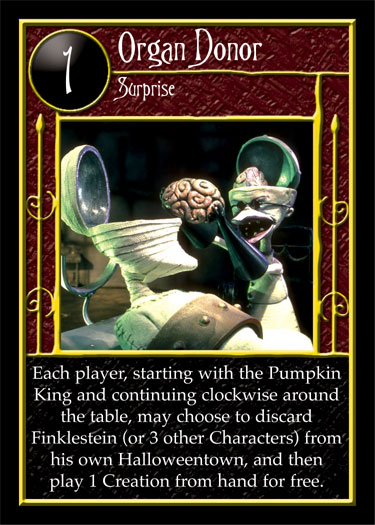 1
Organ Donor
Surprise
Each player, starting with the Pumpkin
King and continuing clockwise around
the table, may choose to discard
Finklestein (or 3 other Characters) from
his own Halloweentown, and then
play 1 Creation from hand for free.